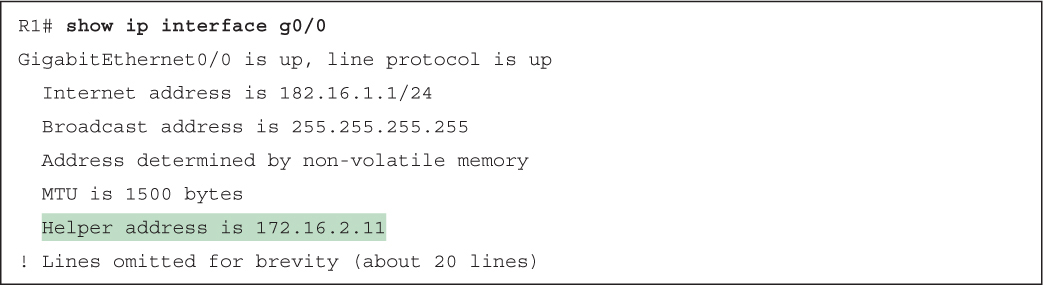 R1# show ip interface g0/0
GigabitEthernet0/0 is up, line protocol is up
Internet address is 182.16.1.1/24
Broadcast address is 255.255.255.255
Address determined by non-volatile memory
MTU is 1500 bytes
Helper address is 172.16.2.11
! Lines omitted for brevity (about 20 lines)